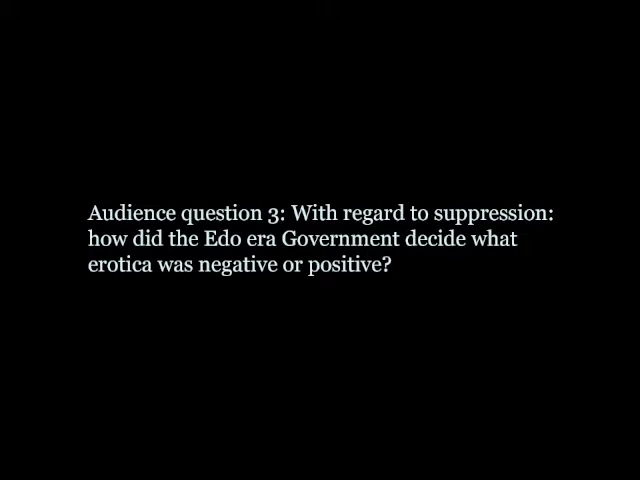 Audience question 3: With regard to suppression:
how did the Edo era Government decide what
erotica was negative or positive?